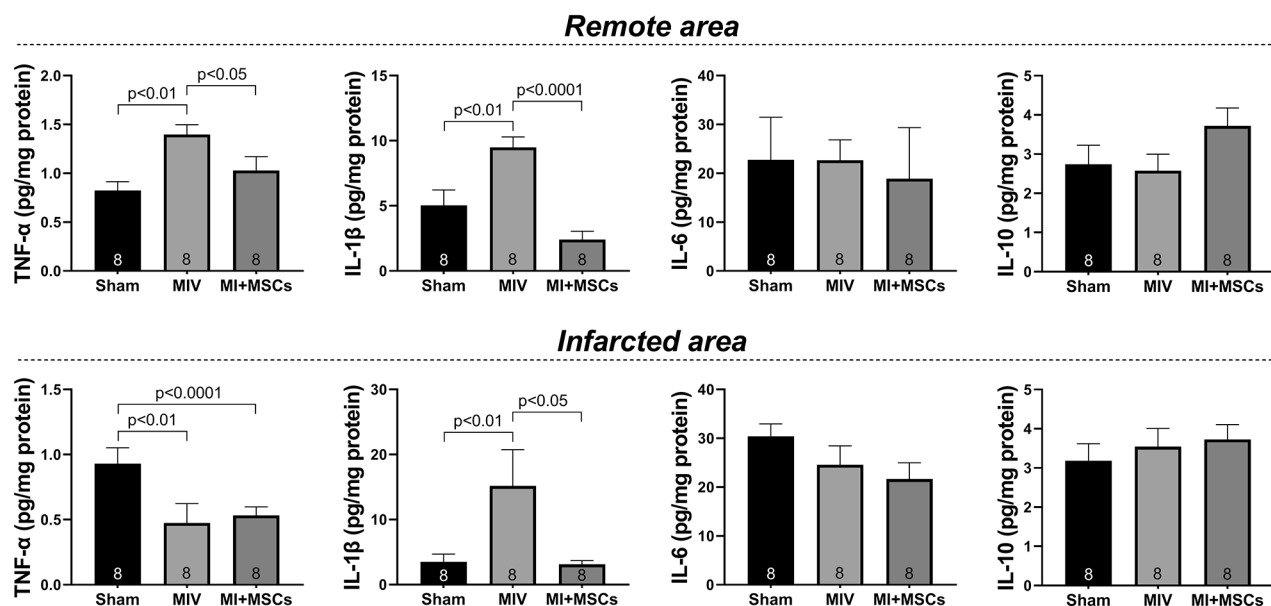 Remote area
TNF-α (pg/mg protein)
2.0
1.5
1.0
0.5
0.0
p<0.01
p<0.05
8
8
8
Sham MIV MI+MSCs
IL-1β (pg/mg protein)
15
10
5
0
p<0.01
p<0.0001
8
8
8
Sham MIV MI+MSCs
IL-6 (pg/mg protein)
40
30
20
10
0
8
8
8
Sham MIV MI+MSCs
IL-10 (pg/mg protein)
5
4
3
2
1
0
8
8
8
Sham MIV MI+MSCs
Infarcted area
TNF-α (pg/mg protein)
1.5
1.0
0.5
0.0
p<0.0001
p<0.01
8
8
8
Sham MIV MI+MSCs
IL-1β (pg/mg protein)
30
20
10
0
p<0.01
p<0.05
8
8
8
Sham MIV MI+MSCs
IL-6 (pg/mg protein)
40
30
20
10
0
8
8
8
Sham MIV MI+MSCs
IL-10 (pg/mg protein)
5
4
3
2
1
0
8
8
8
Sham MIV MI+MSCs